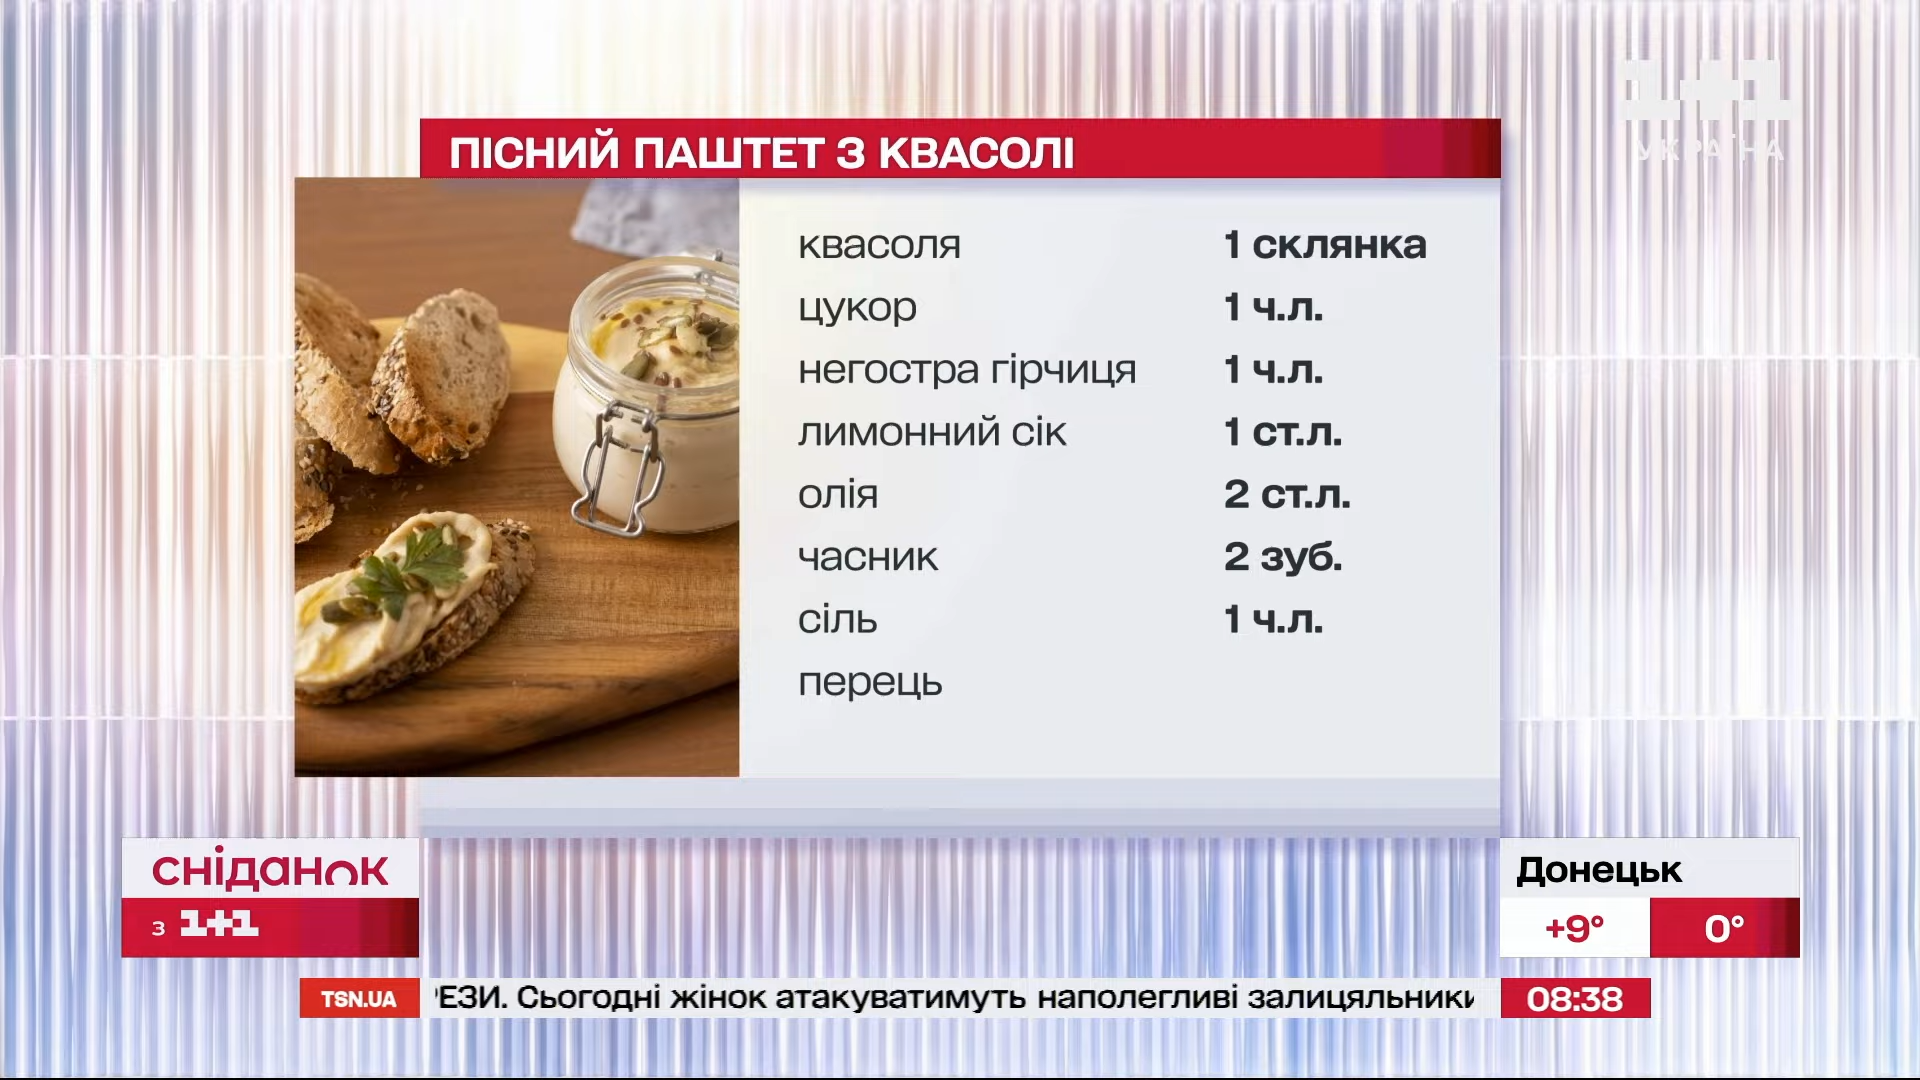 1+1
УКРАЇНА
ПІСНИЙ ПАШТЕТ З КВАСОЛІ
квасоля 1 склянка
цукор 1 ч.л.
негостра гірчиця 1 ч.л.
лимонний сік 1 ст.л.
олія 2 ст.л.
часник 2 зуб.
сіль 1 ч.л.
перець
сніданок
з 1+1
Донецьк
+9° 0°
TSN.UA ЕЗИ. Сьогодні жінок атакуватимуть наполегливі залицяльники 08:38